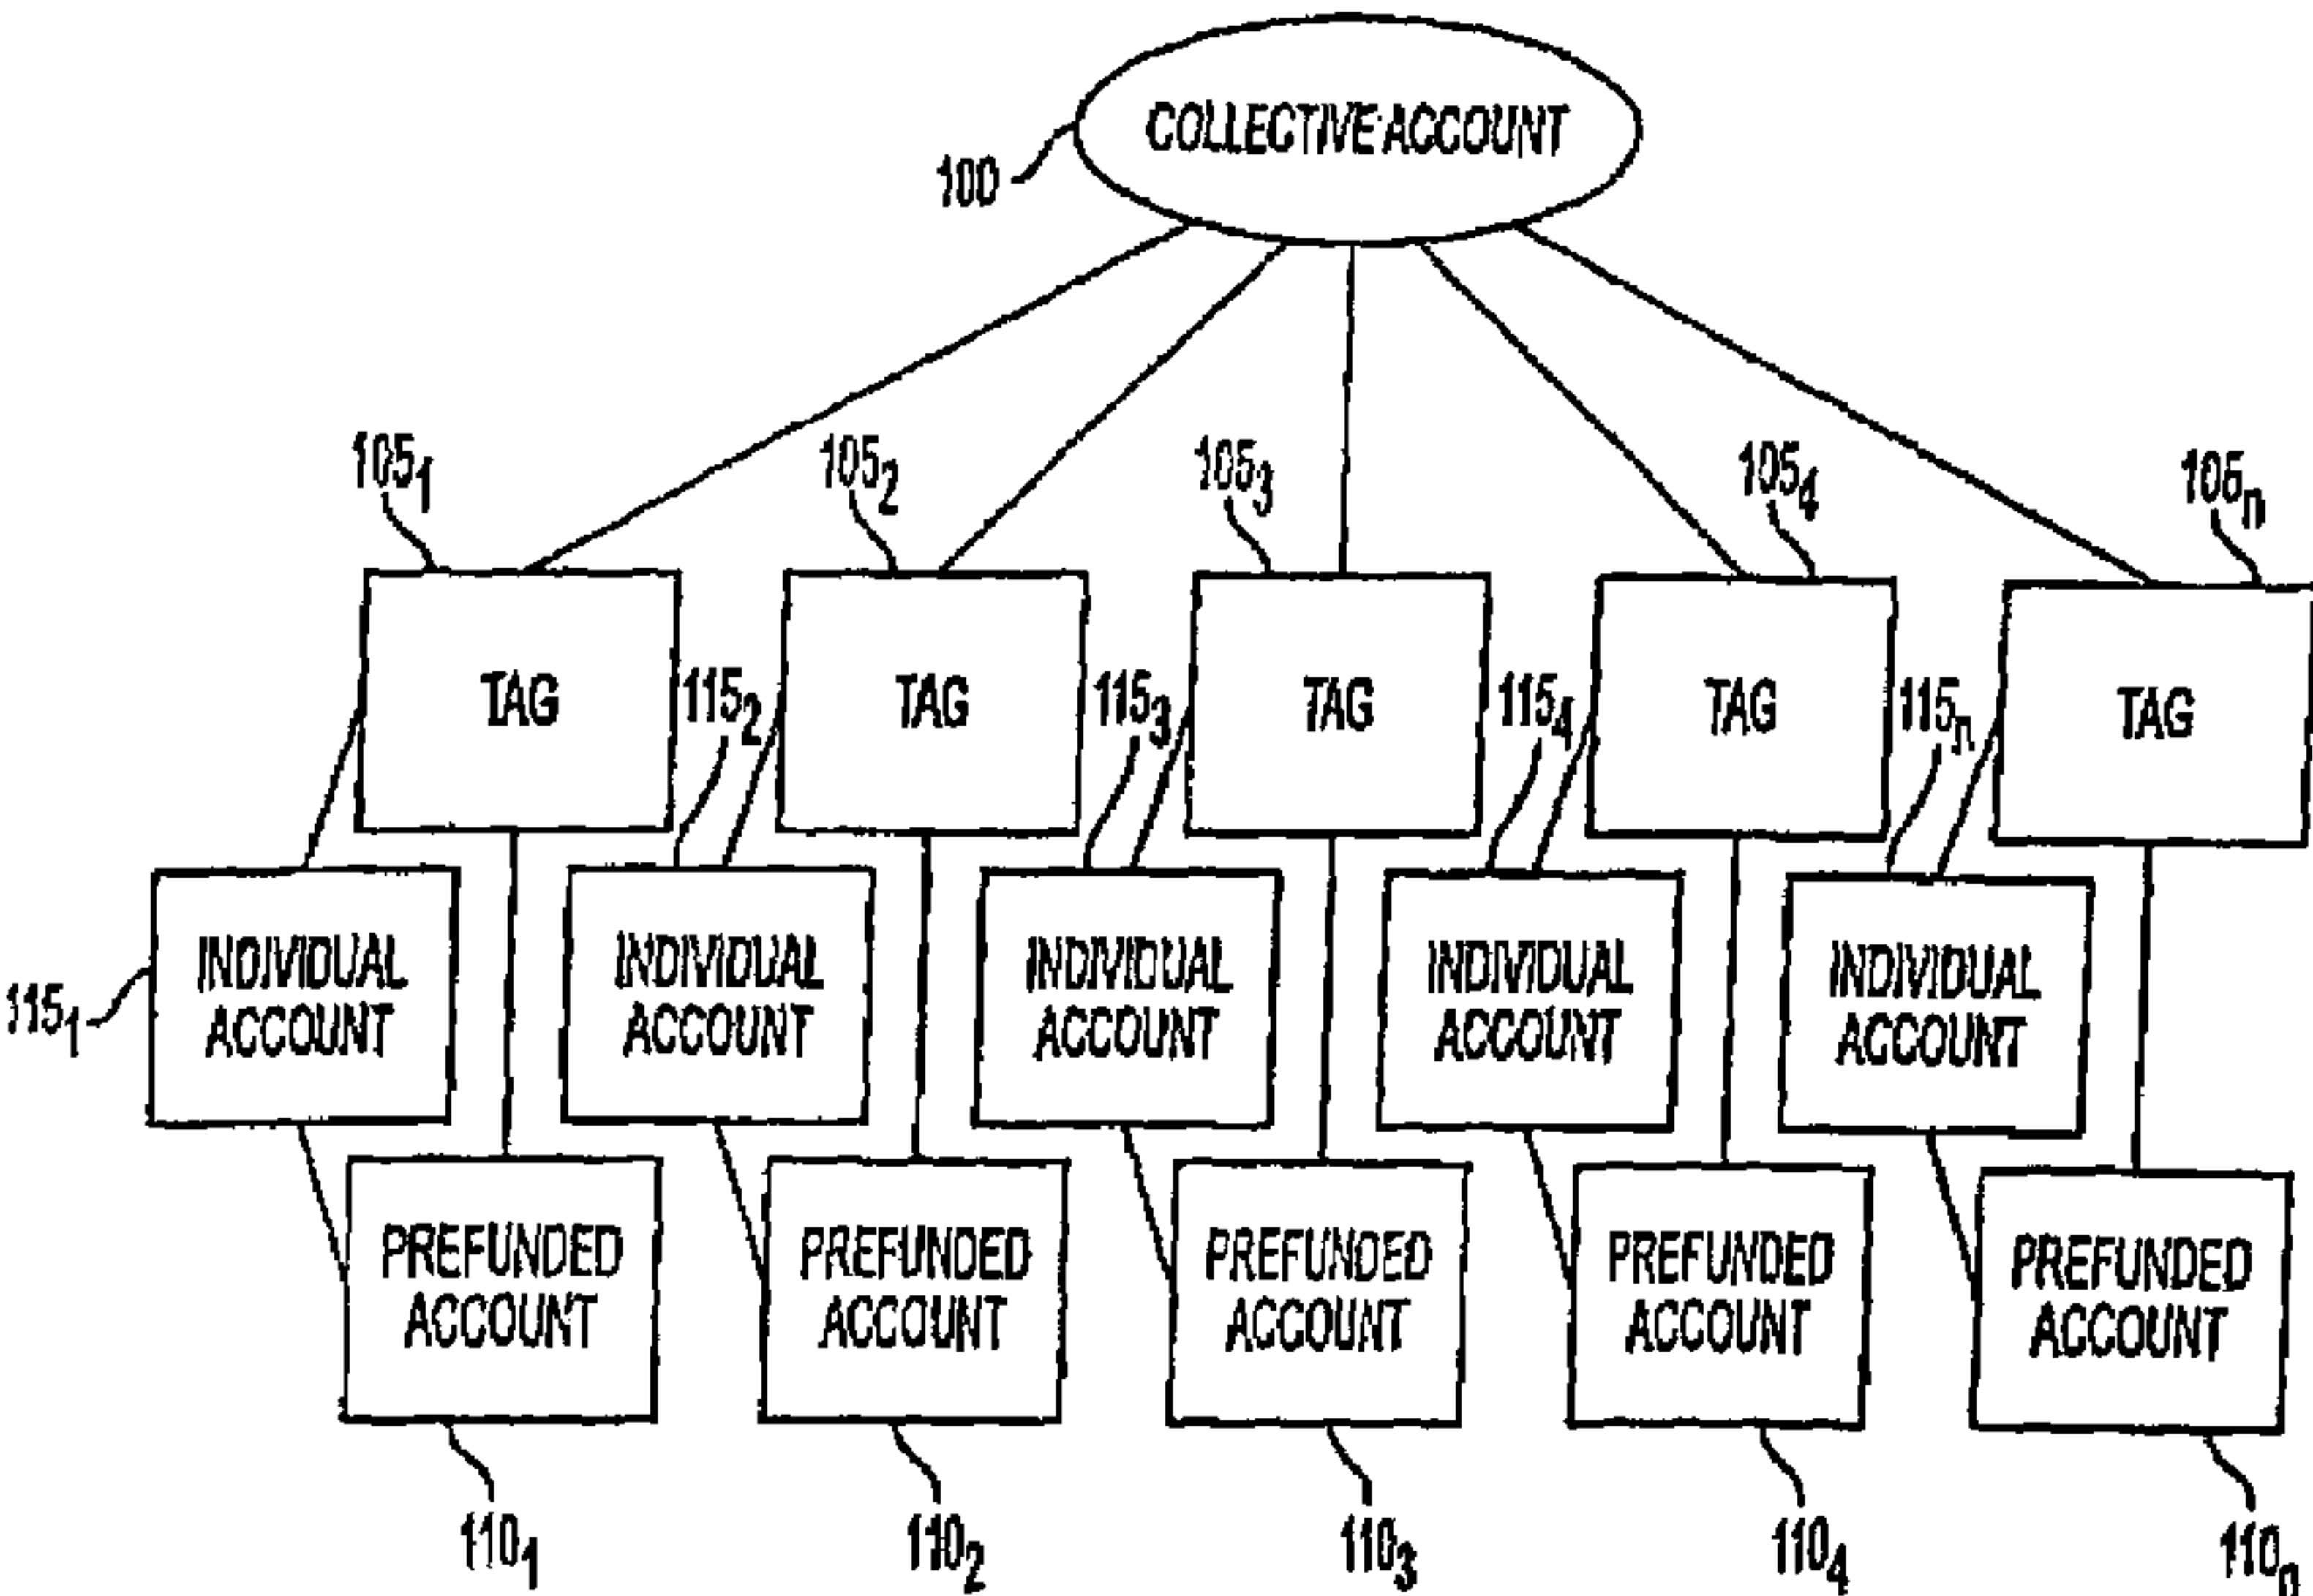 COLLECTIVE ACCOUNT
100
105₁ 105₂ 105₃ 105₄ 105ₙ
TAG TAG TAG TAG TAG
115₂ 115₃ 115₄ 115ₙ
INDIVIDUAL ACCOUNT
INDIVIDUAL ACCOUNT
INDIVIDUAL ACCOUNT
INDIVIDUAL ACCOUNT
INDIVIDUAL ACCOUNT
115₁
PREFUNDED ACCOUNT
PREFUNDED ACCOUNT
PREFUNDED ACCOUNT
PREFUNDED ACCOUNT
PREFUNDED ACCOUNT
110₁ 110₂ 110₃ 110₄ 110ₙ